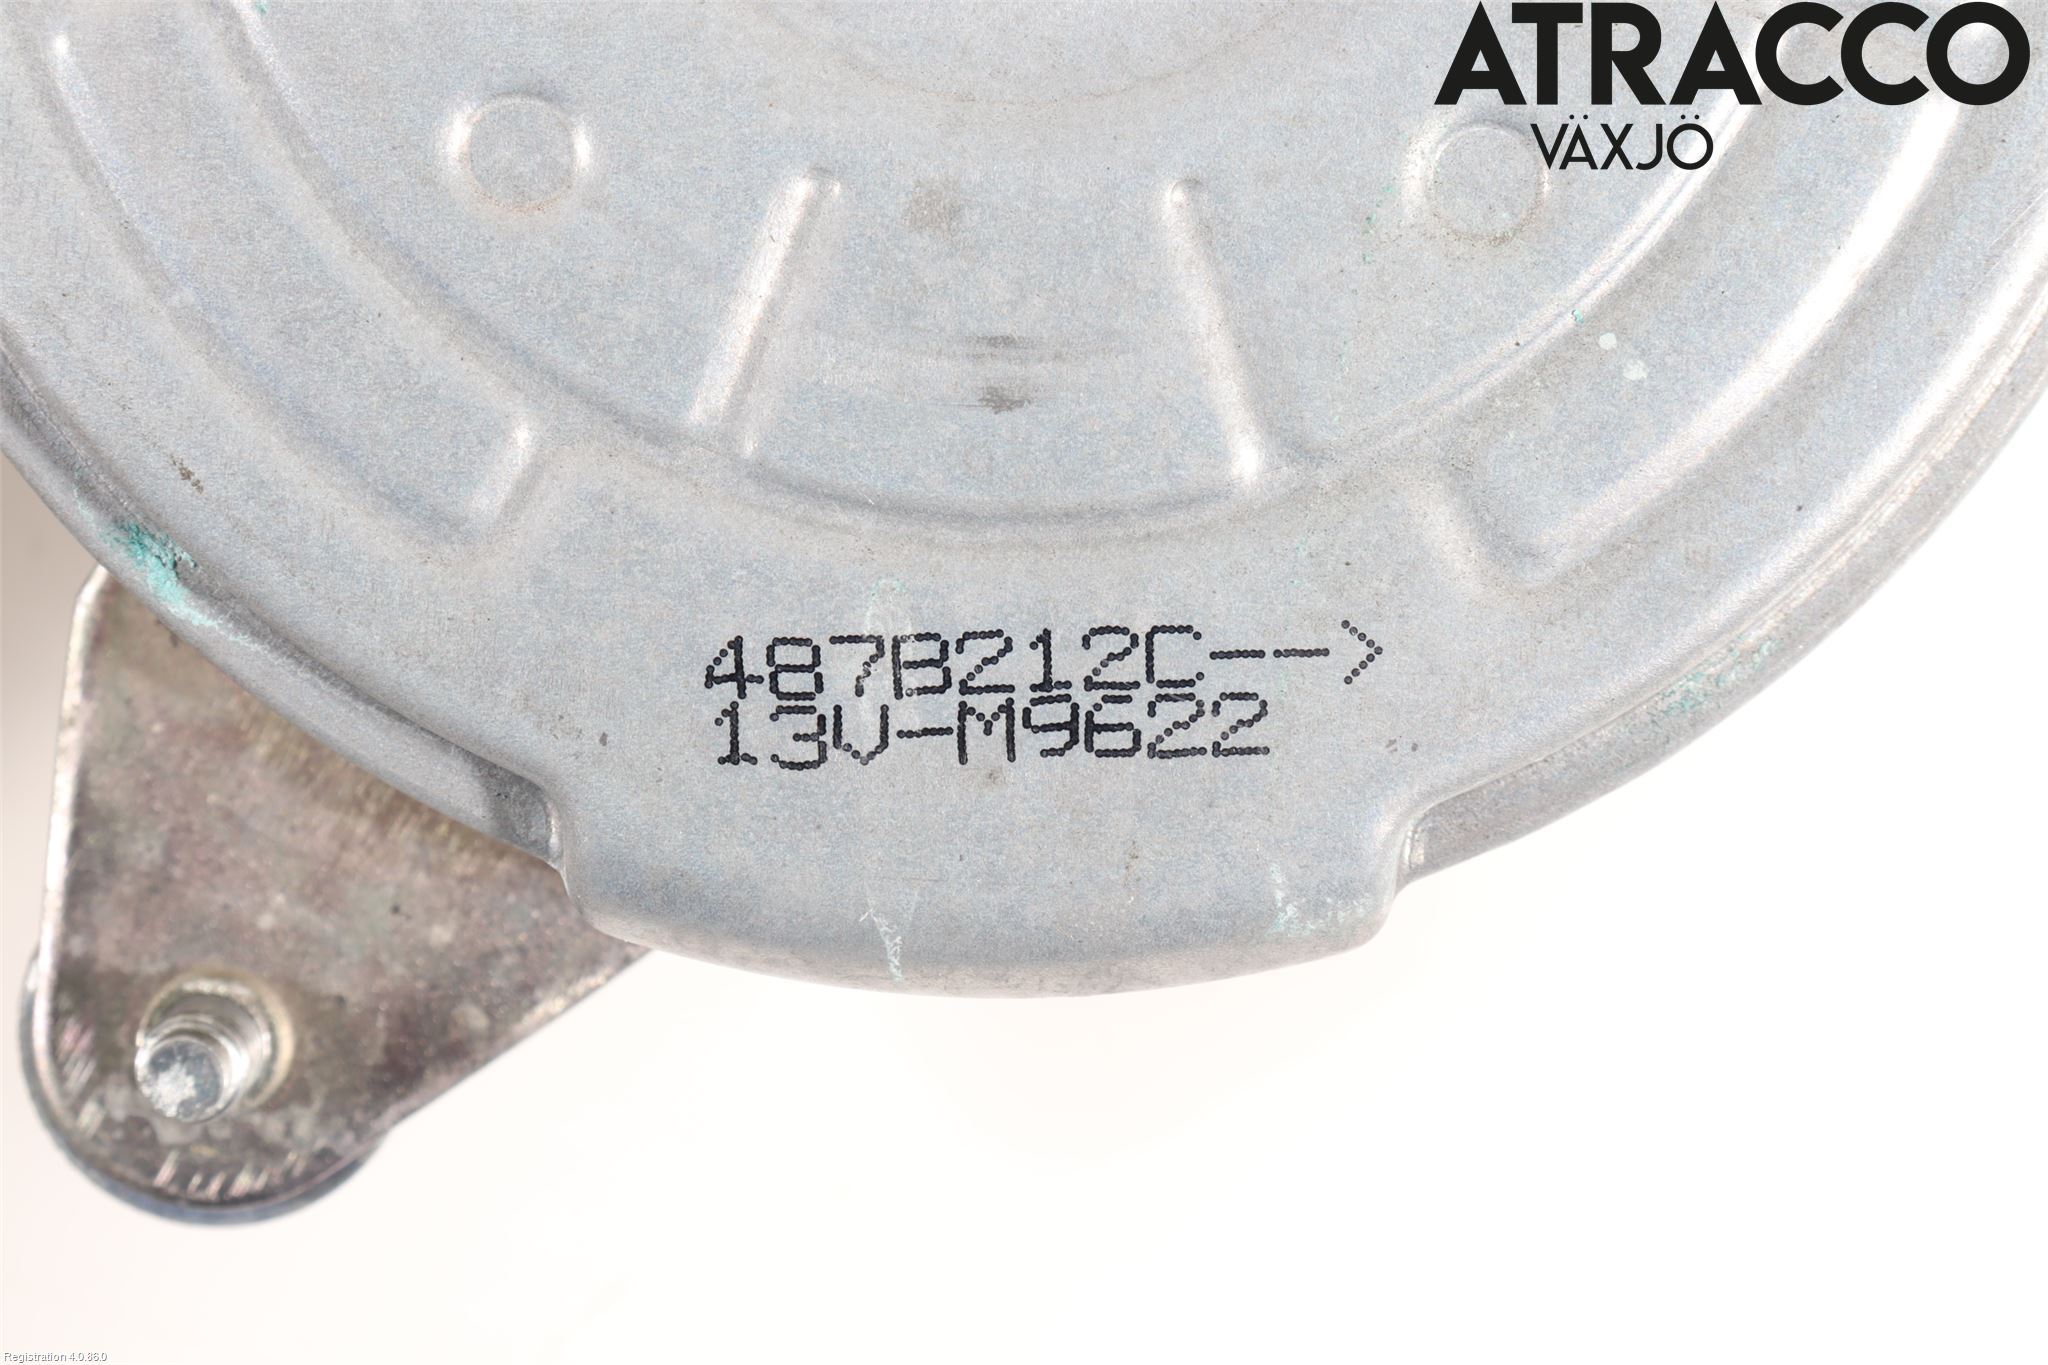 ATRACCO
VÄXJÖ
487B212C-->
13V-M9622
Registration 4.0.86.0